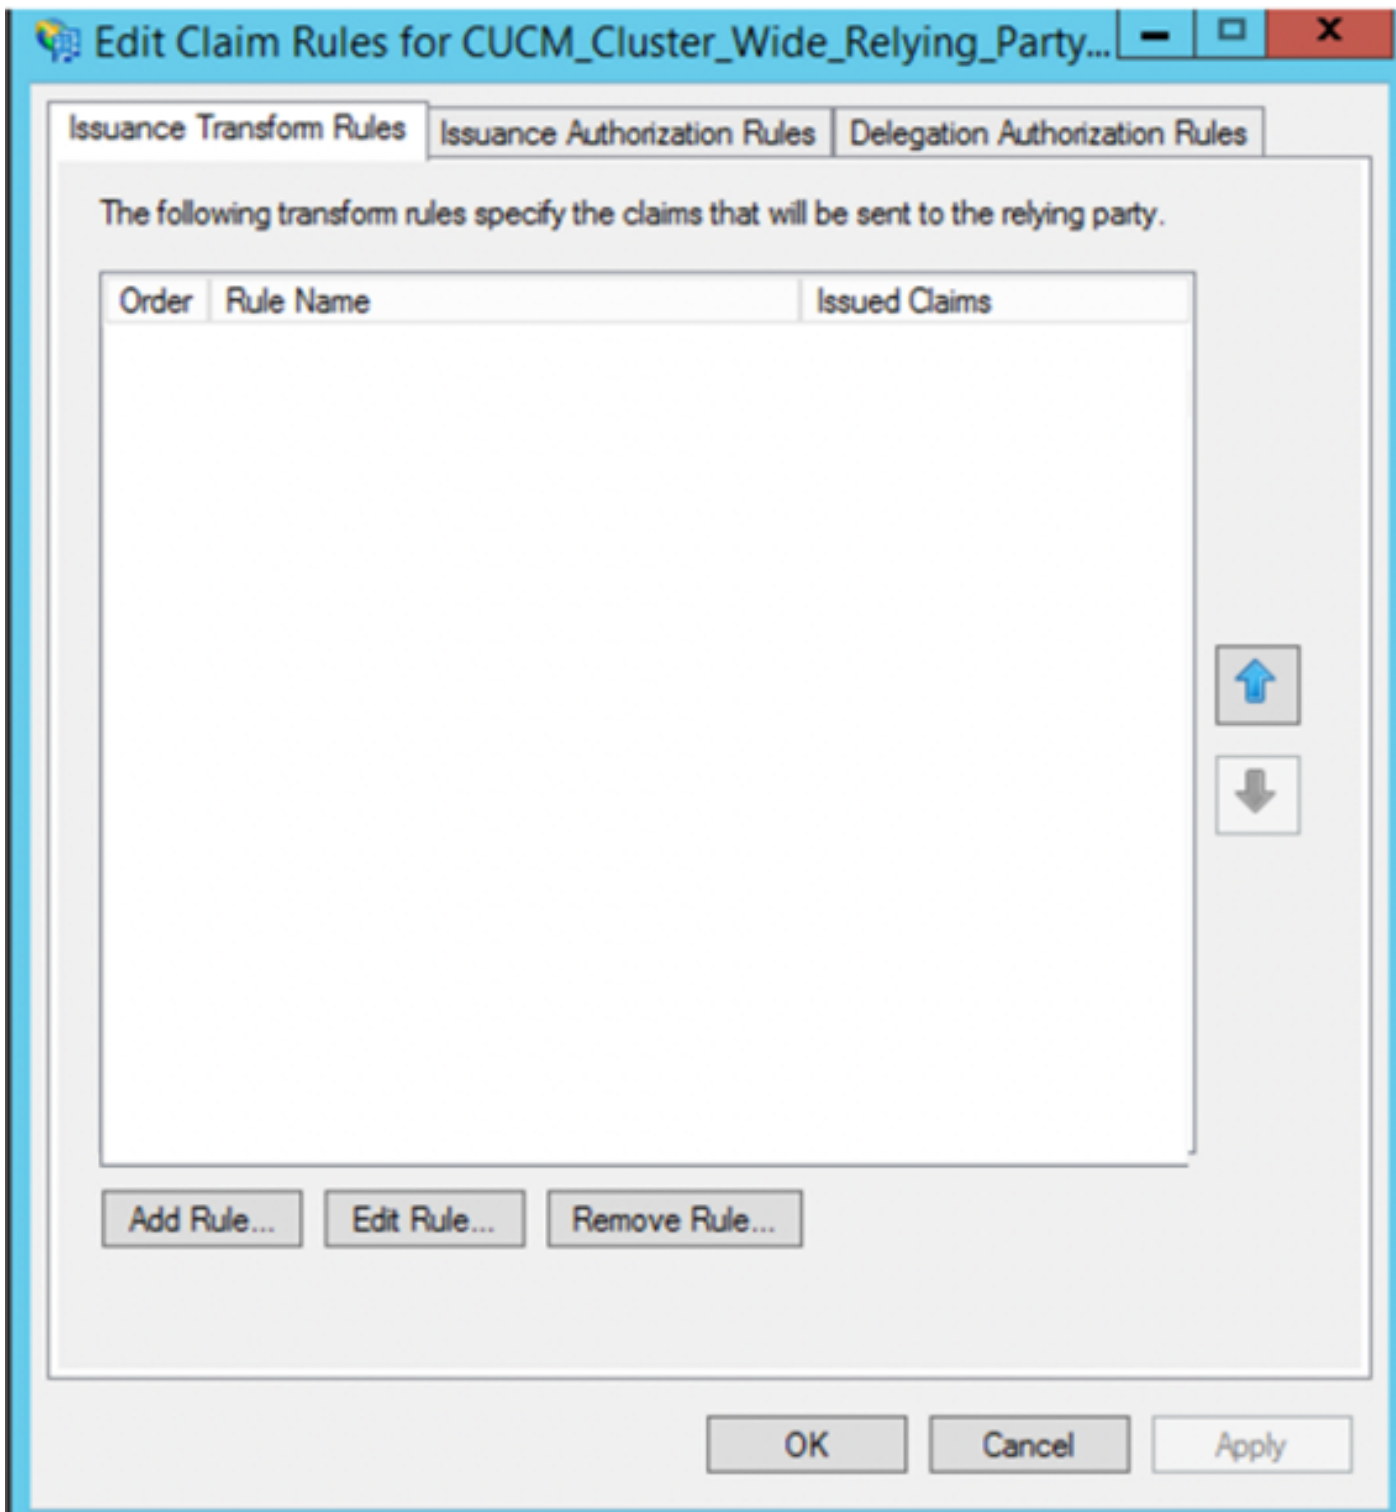 Edit Claim Rules for CUCM_Cluster_Wide_Relying_Party...
Issuance Transform Rules Issuance Authorization Rules Delegation Authorization Rules
The following transform rules specify the claims that will be sent to the relying party.
Order Rule Name Issued Claims
Add Rule... Edit Rule... Remove Rule...
OK Cancel Apply